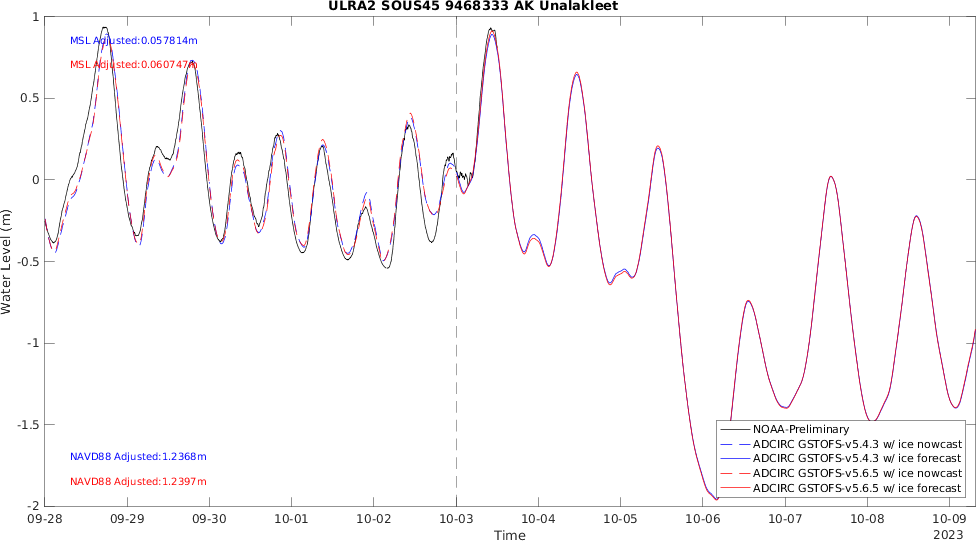 ULRA2 SOUS45 9468333 AK Unalakleet
1
MSL Adjusted:0.057814m
MSL Adjusted:0.060747m
0.5
0
-0.5
-1
-1.5
-2
Water Level (m)
NAVD88 Adjusted:1.2368m
NAVD88 Adjusted:1.2397m
NOAA-Preliminary
ADCIRC GSTOFS-v5.4.3 w/ ice nowcast
ADCIRC GSTOFS-v5.4.3 w/ ice forecast
ADCIRC GSTOFS-v5.6.5 w/ ice nowcast
ADCIRC GSTOFS-v5.6.5 w/ ice forecast
09-28 09-29 09-30 10-01 10-02 10-03 10-04 10-05 10-06 10-07 10-08 10-09
2023
Time